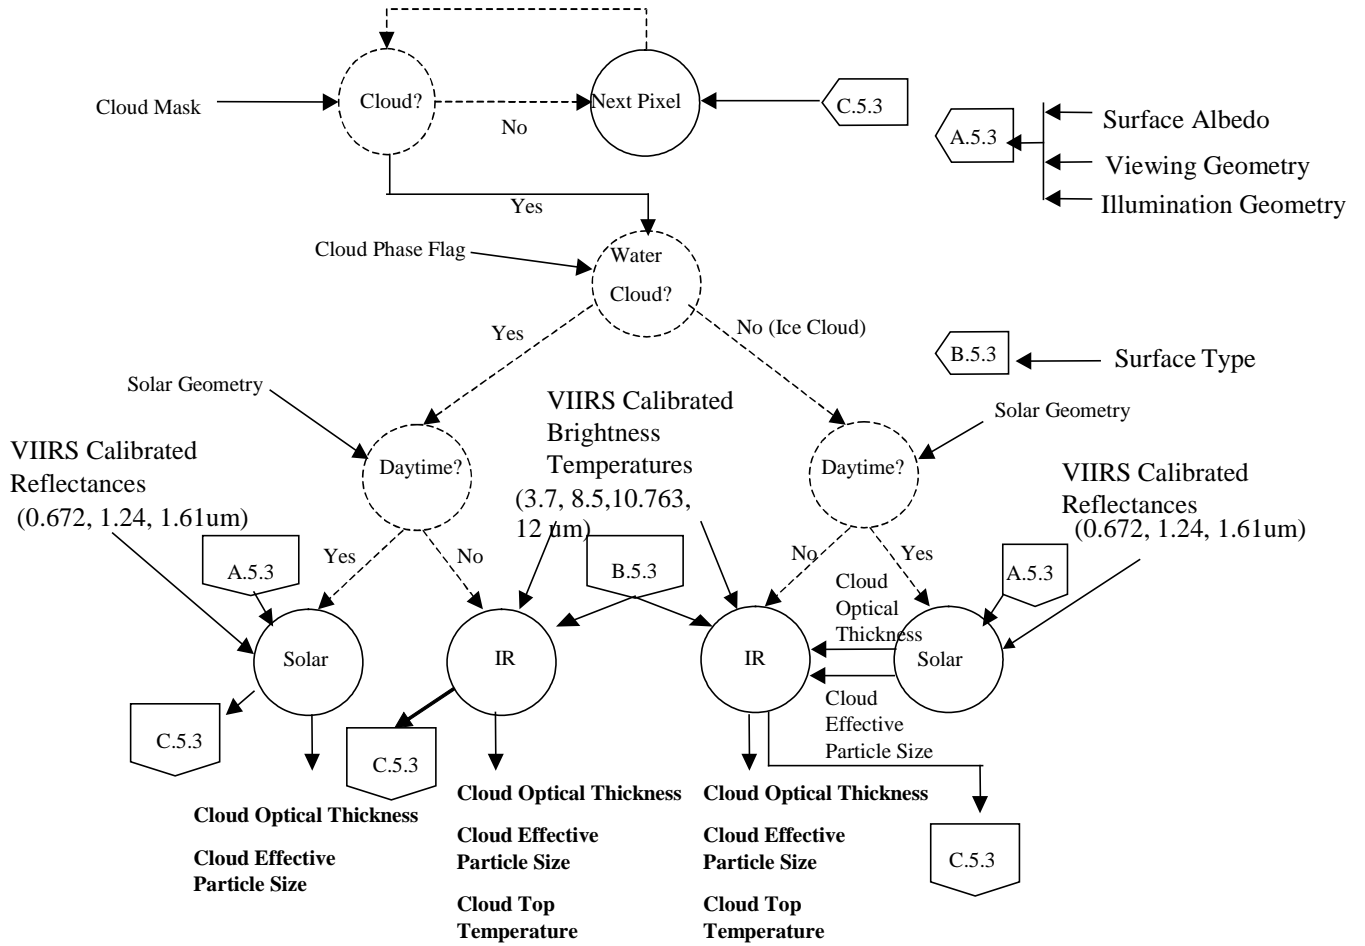 Cloud Mask
Cloud?
No
Next Pixel
C.5.3
A.5.3
Surface Albedo
Viewing Geometry
Illumination Geometry
Yes
Cloud Phase Flag
Water
Cloud?
Yes
No (Ice Cloud)
B.5.3
Surface Type
Solar Geometry
Solar Geometry
VIIRS Calibrated
Reflectances
(0.672, 1.24, 1.61um)
Daytime?
VIIRS Calibrated
Brightness
Temperatures
(3.7, 8.5,10.763,
12 um)
Daytime?
VIIRS Calibrated
Reflectances
(0.672, 1.24, 1.61um)
A.5.3
Yes
No
B.5.3
No
Yes
A.5.3
Cloud
Optical
Thickness
Solar
IR
IR
Solar
Cloud
Effective
Particle Size
C.5.3
C.5.3
C.5.3
Cloud Optical Thickness
Cloud Effective
Particle Size
Cloud Optical Thickness
Cloud Effective
Particle Size
Cloud Top
Temperature
Cloud Optical Thickness
Cloud Effective
Particle Size
Cloud Top
Temperature